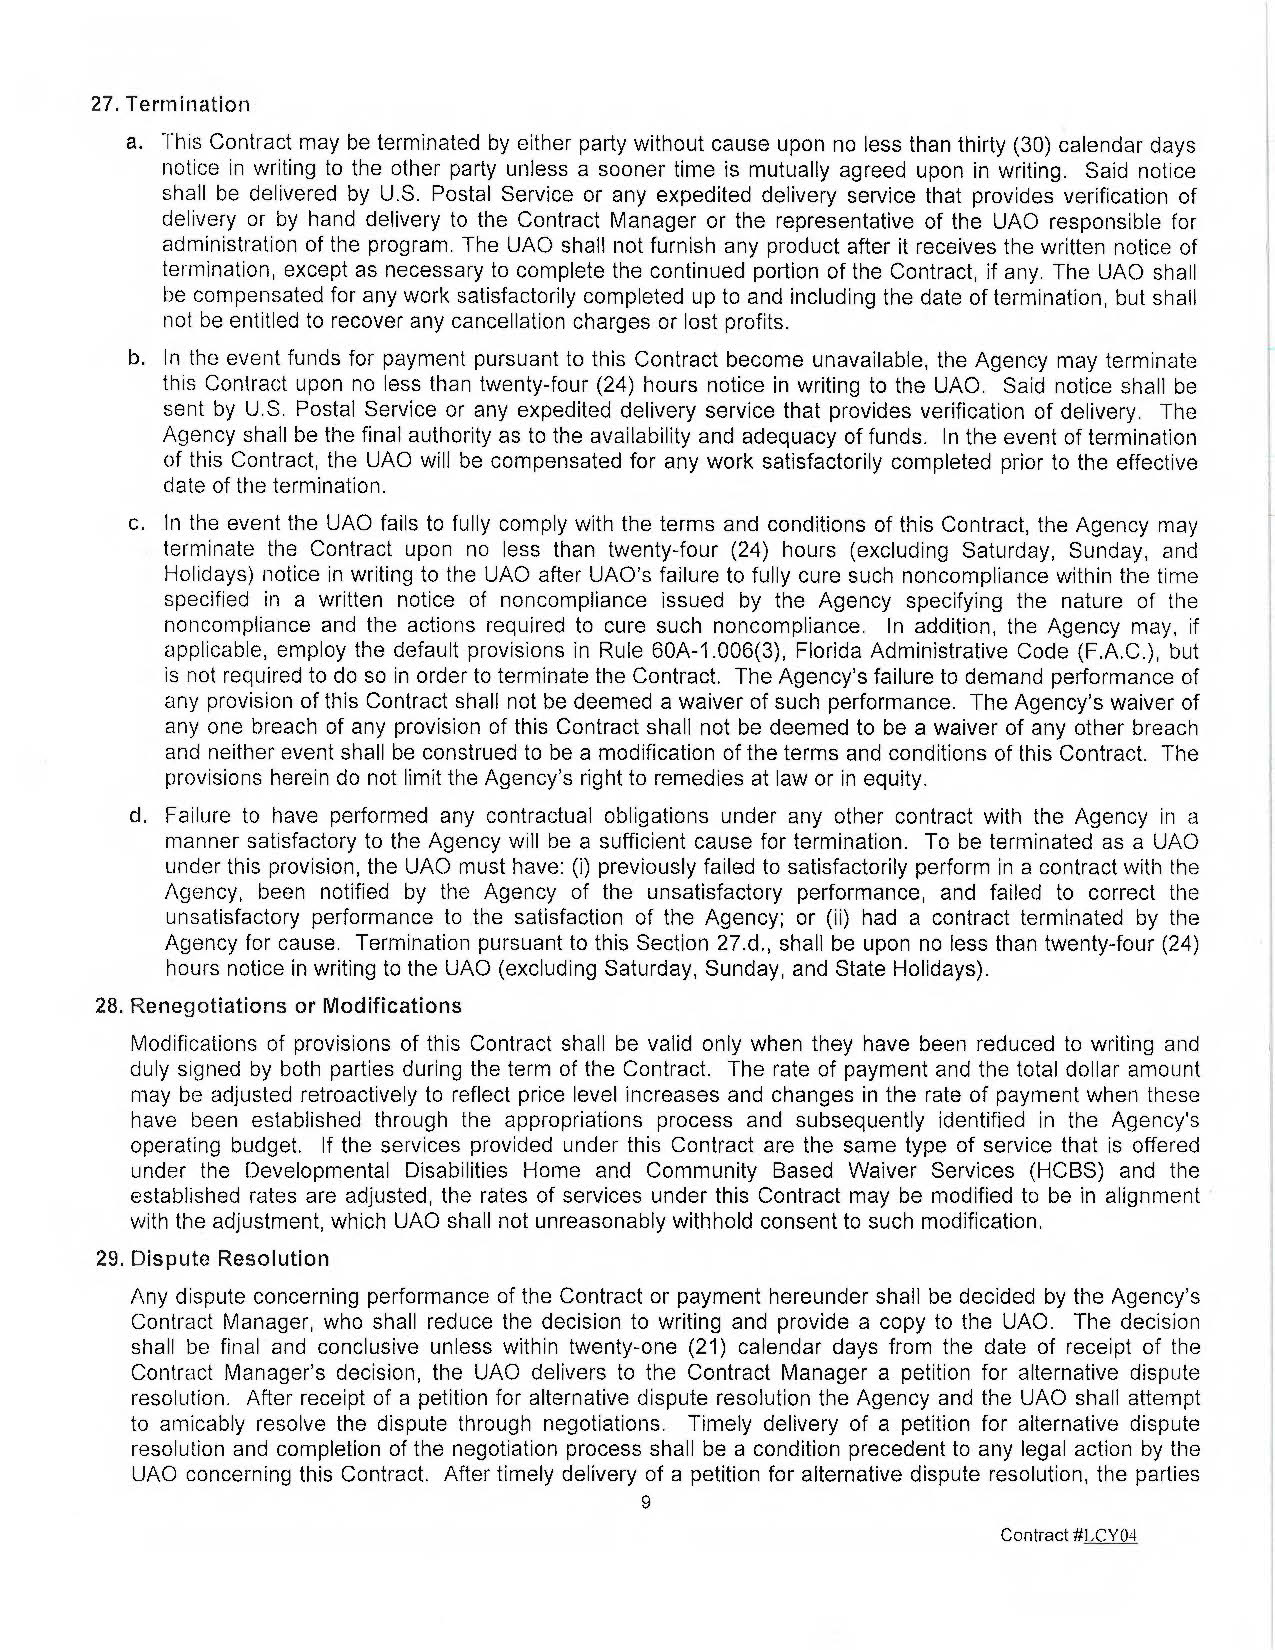 27. Termination
a. This Contract may be terminated by either party without cause upon no less than thirty (30) calendar days
notice in writing to the other party unless a sooner time is mutually agreed upon in writing. Said notice
shall be delivered by U.S. Postal Service or any expedited delivery service that provides verification of
delivery or by hand delivery to the Contract Manager or the representative of the UAO responsible for
administration of the program. The UAO shall not furnish any product after it receives the written notice of
termination, except as necessary to complete the continued portion of the Contract, if any. The UAO shall
be compensated for any work satisfactorily completed up to and including the date of termination, but shall
not be entitled to recover any cancellation charges or lost profits.
b. In the event funds for payment pursuant to this Contract become unavailable, the Agency may terminate
this Contract upon no less than twenty-four (24) hours notice in writing to the UAO. Said notice shall be
sent by U.S. Postal Service or any expedited delivery service that provides verification of delivery. The
Agency shall be the final authority as to the availability and adequacy of funds. In the event of termination
of this Contract, the UAO will be compensated for any work satisfactorily completed prior to the effective
date of the termination.
c. In the event the UAO fails to fully comply with the terms and conditions of this Contract, the Agency may
terminate the Contract upon no less than twenty-four (24) hours (excluding Saturday, Sunday, and
Holidays) notice in writing to the UAO after UAO's failure to fully cure such noncompliance within the time
specified in a written notice of noncompliance issued by the Agency specifying the nature of the
noncompliance and the actions required to cure such noncompliance. In addition, the Agency may, if
applicable, employ the default provisions in Rule 60A-1.006(3), Florida Administrative Code (F.A.C.), but
is not required to do so in order to terminate the Contract. The Agency's failure to demand performance of
any provision of this Contract shall not be deemed a waiver of such performance. The Agency's waiver of
any one breach of any provision of this Contract shall not be deemed to be a waiver of any other breach
and neither event shall be construed to be a modification of the terms and conditions of this Contract. The
provisions herein do not limit the Agency's right to remedies at law or in equity.
d. Failure to have performed any contractual obligations under any other contract with the Agency in a
manner satisfactory to the Agency will be a sufficient cause for termination. To be terminated as a UAO
under this provision, the UAO must have: (i) previously failed to satisfactorily perform in a contract with the
Agency, been notified by the Agency of the unsatisfactory performance, and failed to correct the
unsatisfactory performance to the satisfaction of the Agency; or (ii) had a contract terminated by the
Agency for cause. Termination pursuant to this Section 27.d., shall be upon no less than twenty-four (24)
hours notice in writing to the UAO (excluding Saturday, Sunday, and State Holidays).
28. Renegotiations or Modifications
Modifications of provisions of this Contract shall be valid only when they have been reduced to writing and
duly signed by both parties during the term of the Contract. The rate of payment and the total dollar amount
may be adjusted retroactively to reflect price level increases and changes in the rate of payment when these
have been established through the appropriations process and subsequently identified in the Agency's
operating budget. If the services provided under this Contract are the same type of service that is offered
under the Developmental Disabilities Home and Community Based Waiver Services (HCBS) and the
established rates are adjusted, the rates of services under this Contract may be modified to be in alignment
with the adjustment, which UAO shall not unreasonably withhold consent to such modification.
29. Dispute Resolution
Any dispute concerning performance of the Contract or payment hereunder shall be decided by the Agency's
Contract Manager, who shall reduce the decision to writing and provide a copy to the UAO. The decision
shall be final and conclusive unless within twenty-one (21) calendar days from the date of receipt of the
Contract Manager's decision, the UAO delivers to the Contract Manager a petition for alternative dispute
resolution. After receipt of a petition for alternative dispute resolution the Agency and the UAO shall attempt
to amicably resolve the dispute through negotiations. Timely delivery of a petition for alternative dispute
resolution and completion of the negotiation process shall be a condition precedent to any legal action by the
UAO concerning this Contract. After timely delivery of a petition for alternative dispute resolution, the parties
9
Contract #LCY04